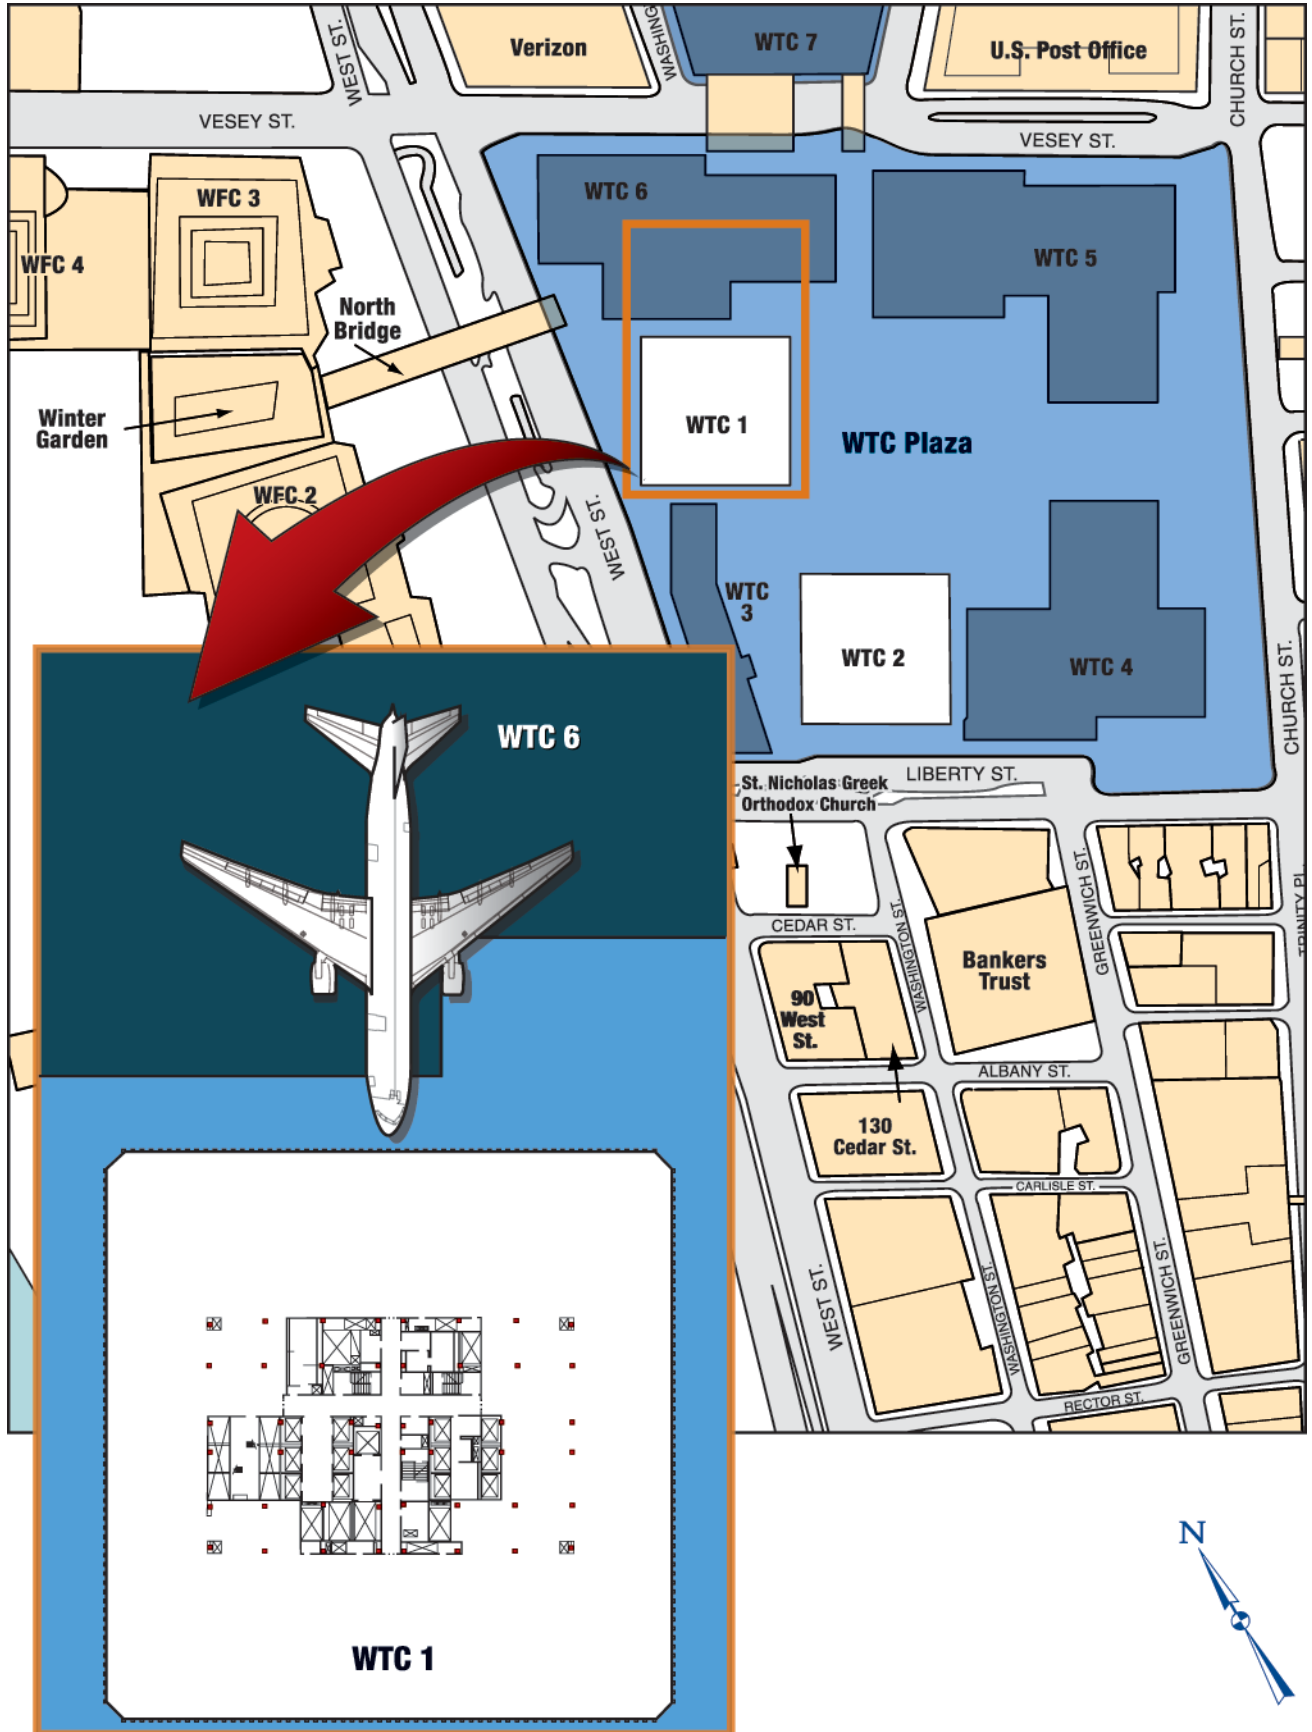 WEST ST.
Verizon
WASHING
WTC 7
U.S. Post Office
CHURCH ST.
VESEY ST.
VESEY ST.
WFC 3
WTC 6
WFC 4
WTC 5
North
Bridge
Winter
Garden
WTC 1
WTC Plaza
WFC 2
WEST ST.
WTC
3
WTC 2
WTC 4
CHURCH ST.
WTC 6
LIBERTY ST.
St. Nicholas Greek
Orthodox Church
CEDAR ST.
WASHINGTON ST.
GREENWICH ST.
TRINITY PL.
Bankers
Trust
90
West
St.
ALBANY ST.
130
Cedar St.
CARLISLE ST.
WEST ST.
WASHINGTON ST.
GREENWICH ST.
RECTOR ST.
N
WTC 1